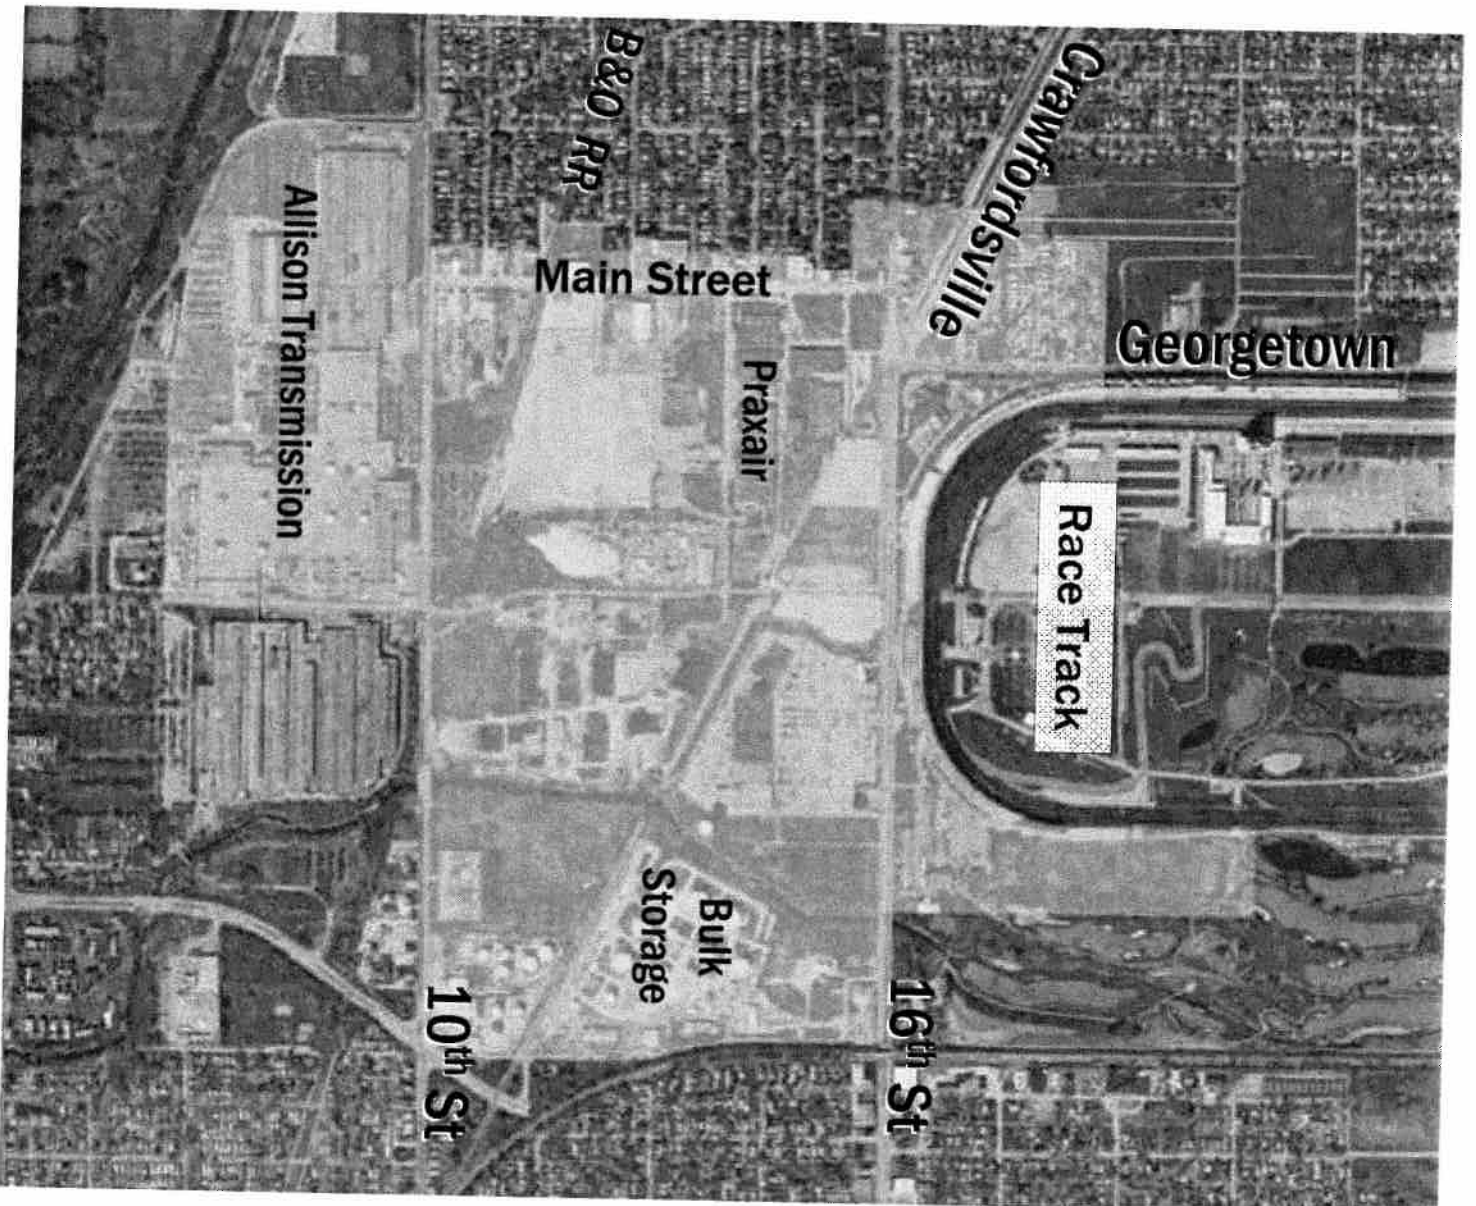 B&O RR
Crawfordsville
Main Street
Georgetown
Allison Transmission
Praxair
Race Track
Bulk
Storage
10th St
16th St